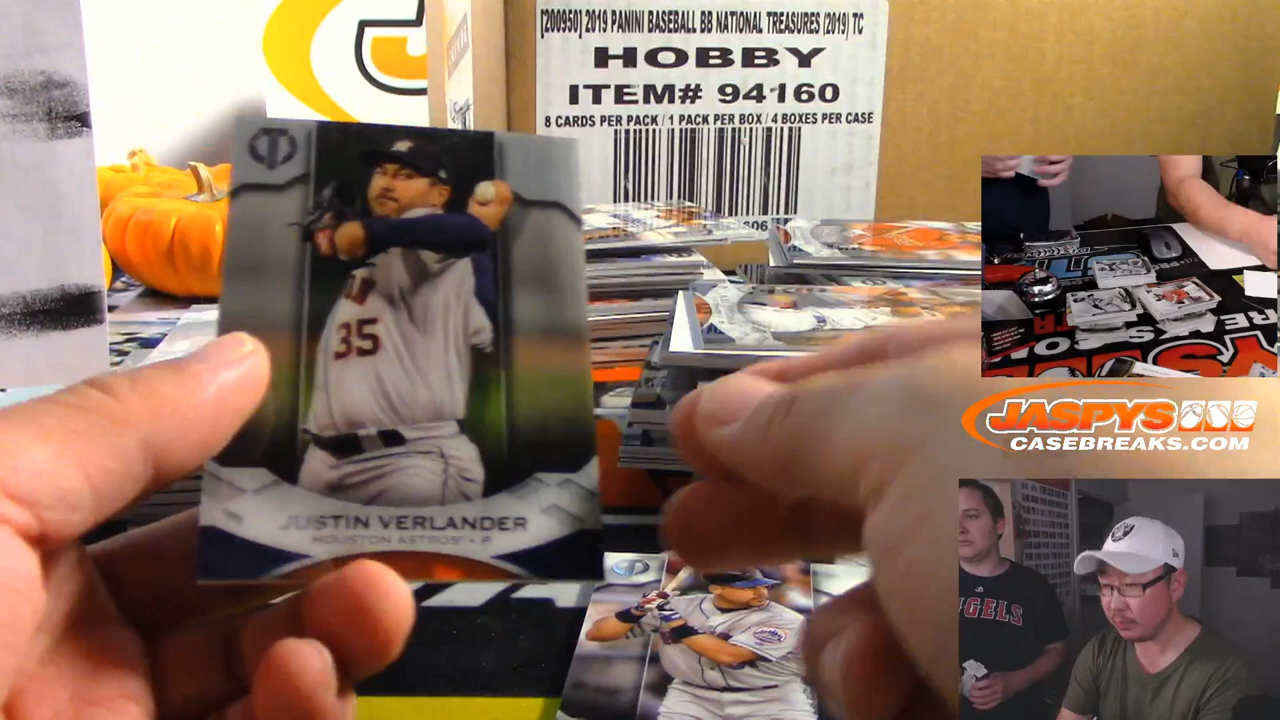 [200950] 2019 PANINI BASEBALL BB NATIONAL TREASURES (2019) TC
HOBBY
ITEM# 94160
8 CARDS PER PACK / 1 PACK PER BOX / 4 BOXES PER CASE
35
JUSTIN VERLANDER
HOUSTON ASTROS • P
JASPYS
CASEBREAKS.COM